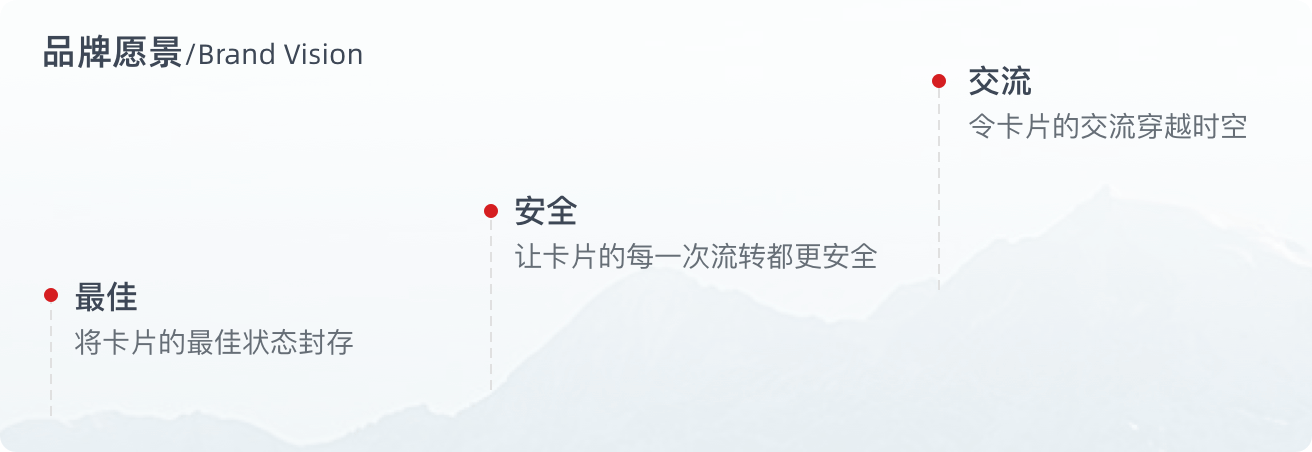 品牌愿景/Brand Vision
交流
令卡片的交流穿越时空
安全
让卡片的每一次流转都更安全
最佳
将卡片的最佳状态封存